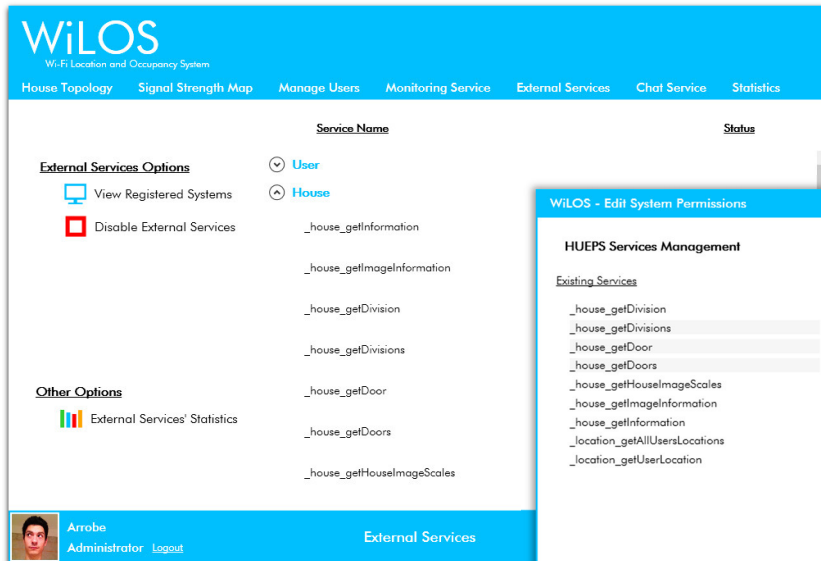 WiLOS
Wi-Fi Location and Occupancy System
House Topology Signal Strength Map Manage Users Monitoring Service External Services Chat Service Statistics
Service Name Status
External Services Options
View Registered Systems
Disable External Services
Other Options
External Services' Statistics
User
House
_house_getInformation
_house_getImageInformation
_house_getDivision
_house_getDivisions
_house_getDoor
_house_getDoors
_house_getHouseImageScales
WiLOS - Edit System Permissions
HUEPS Services Management
Existing Services
_house_getDivision
_house_getDivisions
_house_getDoor
_house_getDoors
_house_getHouseImageScales
_house_getImageInformation
_house_getInformation
_location_getAllUsersLocations
_location_getUserLocation
Arrobe
Administrator Logout
External Services